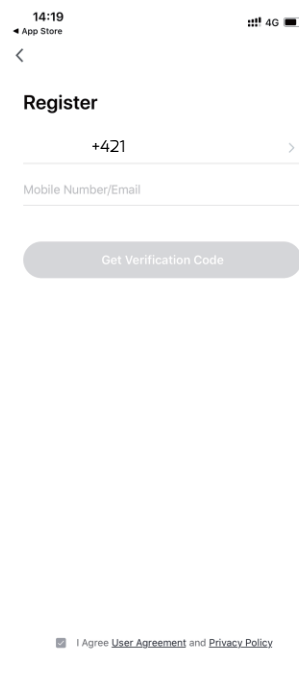 14:19
4G
◀ App Store
Register
+421
Mobile Number/Email
Get Verification Code
I Agree User Agreement and Privacy Policy